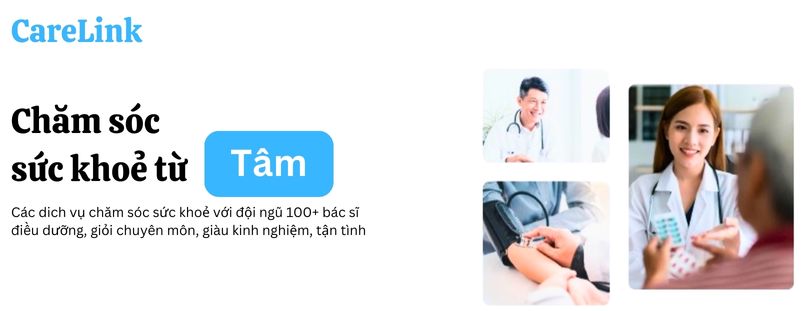 CareLink
Chăm sóc
sức khoẻ từ Tâm
Các dich vụ chăm sóc sức khoẻ với đội ngũ 100+ bác sĩ
điều dưỡng, giỏi chuyên môn, giàu kinh nghiệm, tận tình